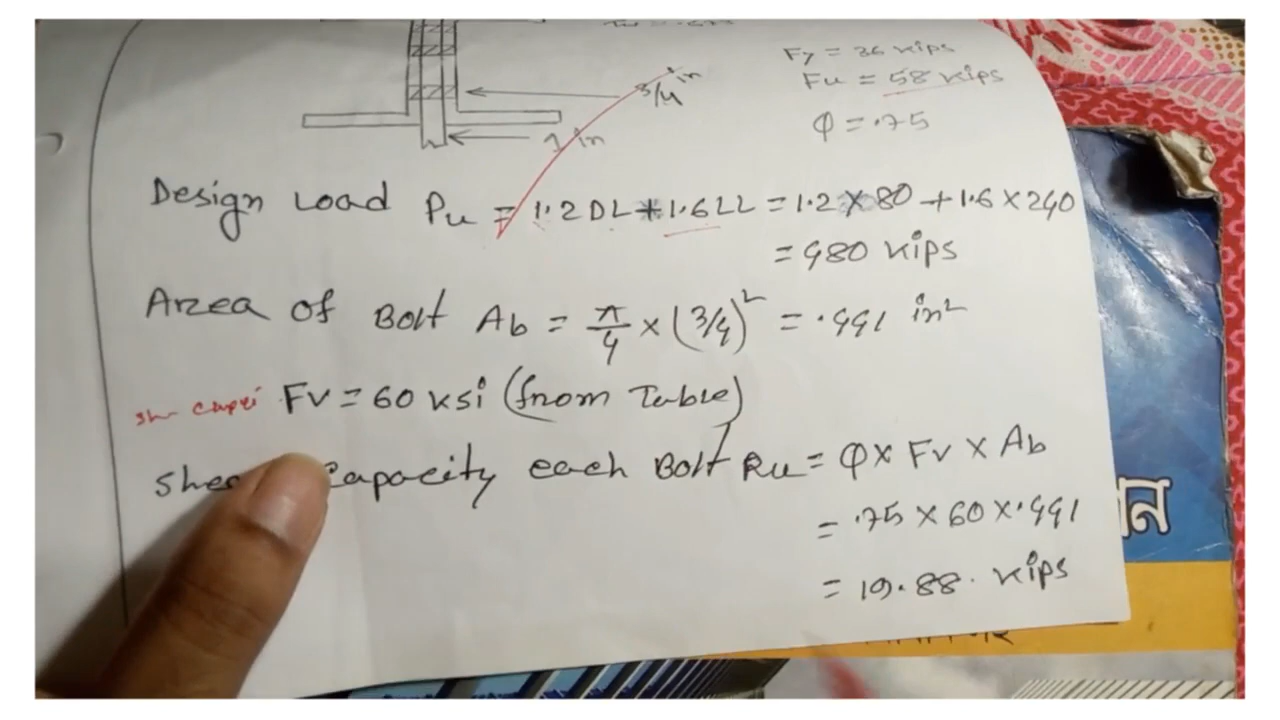 Fy = 36 kips
Fu = 58 kips
φ = .75
3/4 in
1 in
Design Load Pu = 1.2DL+1.6LL = 1.2×80+1.6×240
= 480 kips
Area of Bolt Ab = π/4 × (3/4)² = .441 in²
Fv = 60 ksi (from Table)
capacity each Bolt Ru = φ× Fv × Ab
= .75 × 60 × .441
= 19.88 kips
ন